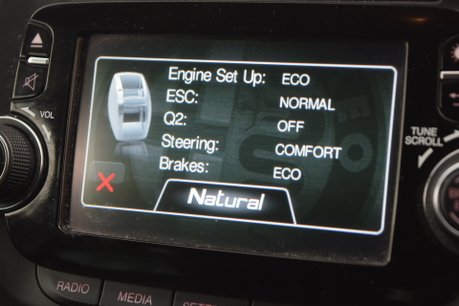 Engine Set Up: ECO
ESC: NORMAL
Q2: OFF
Steering: COMFORT
Brakes: ECO
Natural
VOL
TUNE
SCROLL
RADIO
MEDIA